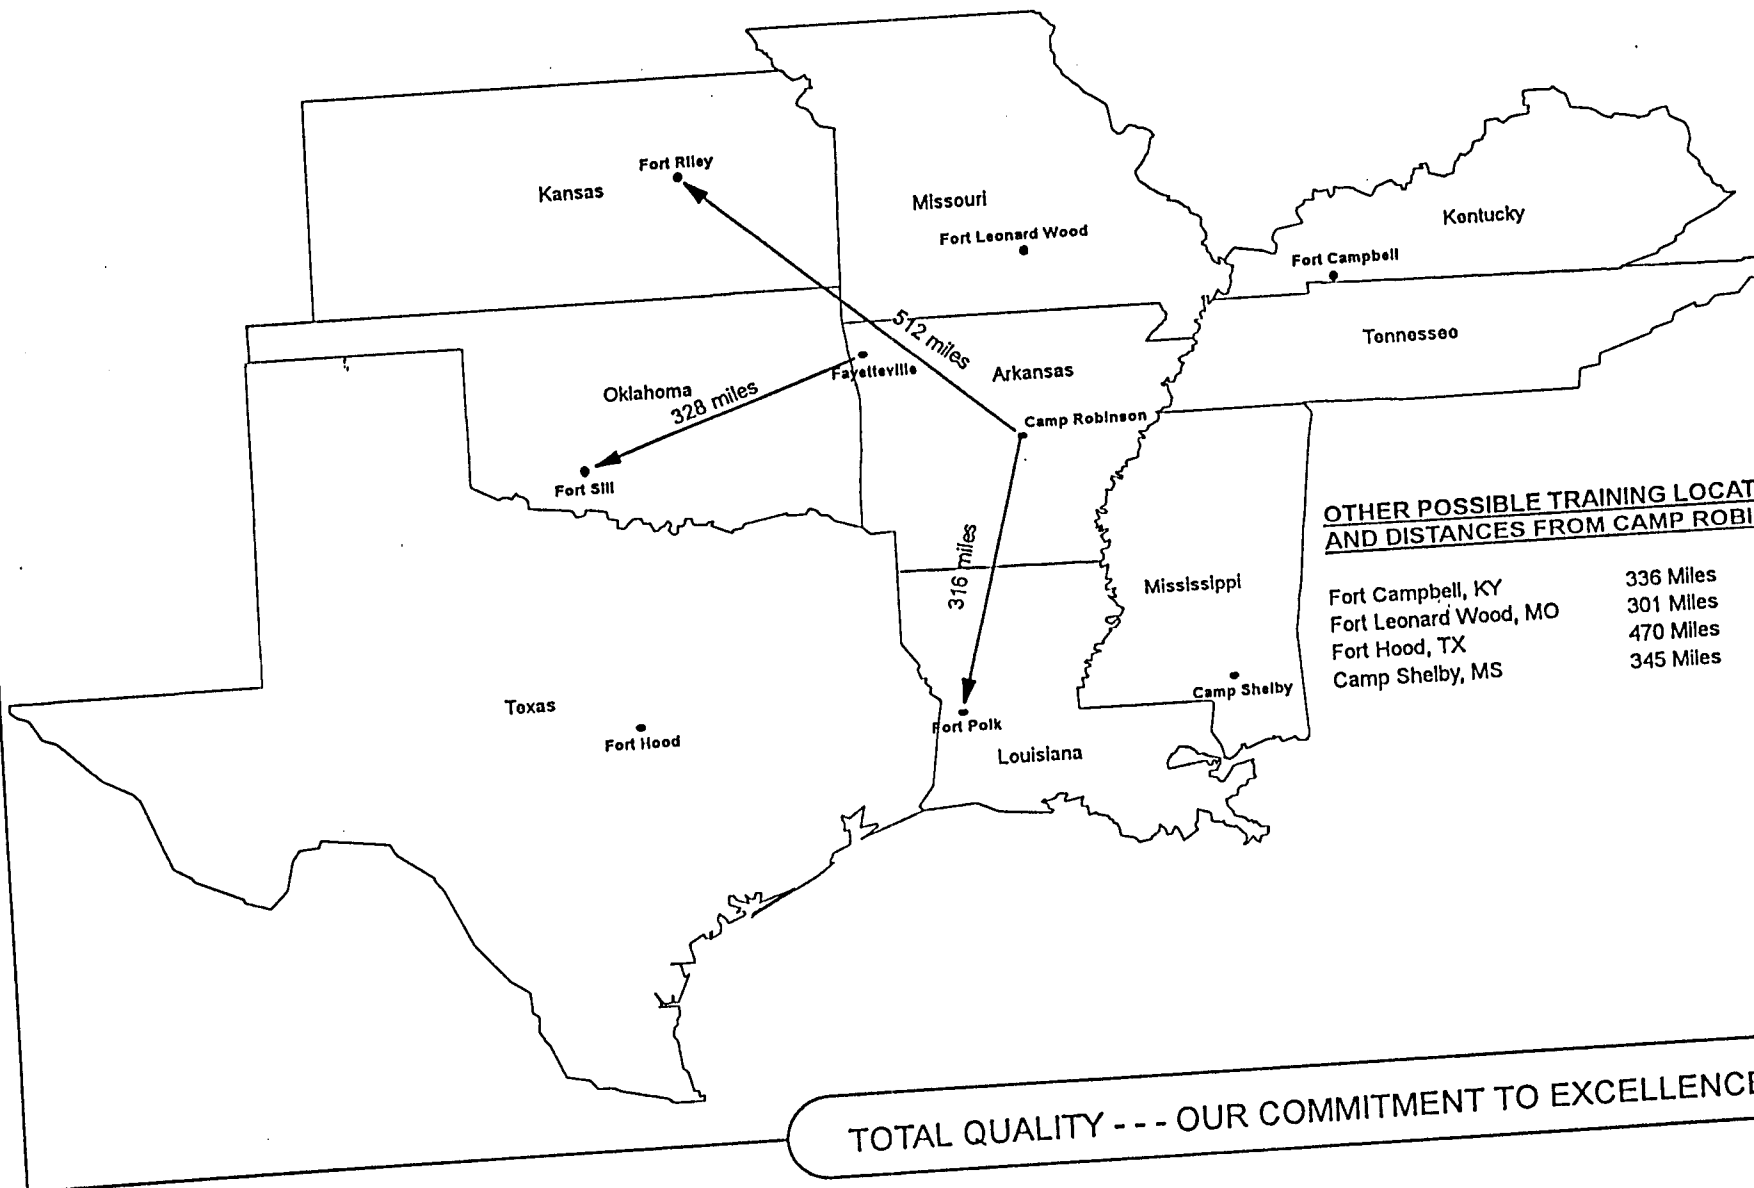 Fort Riley
Kansas
Missouri
Fort Leonard Wood
Kentucky
Fort Campbell
512 miles
Tennessee
Fayetteville
Arkansas
Oklahoma
328 miles
Camp Robinson
Fort Sill
316 miles
Mississippi
OTHER POSSIBLE TRAINING LOCAT
AND DISTANCES FROM CAMP ROBI
Fort Campbell, KY 336 Miles
Fort Leonard Wood, MO 301 Miles
Fort Hood, TX 470 Miles
Camp Shelby, MS 345 Miles
Camp Shelby
Texas
Fort Hood
Fort Polk
Louisiana
TOTAL QUALITY --- OUR COMMITMENT TO EXCELLENCE